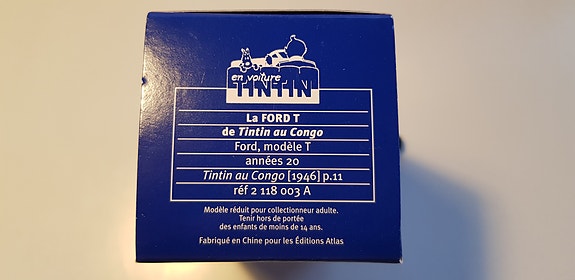 en voiture
TINTIN
La FORD T
de Tintin au Congo
Ford, modèle T
années 20
Tintin au Congo [1946] p.11
réf 2 118 003 A
Modèle réduit pour collectionneur adulte.
Tenir hors de portée
des enfants de moins de 14 ans.
Fabriqué en Chine pour les Éditions Atlas